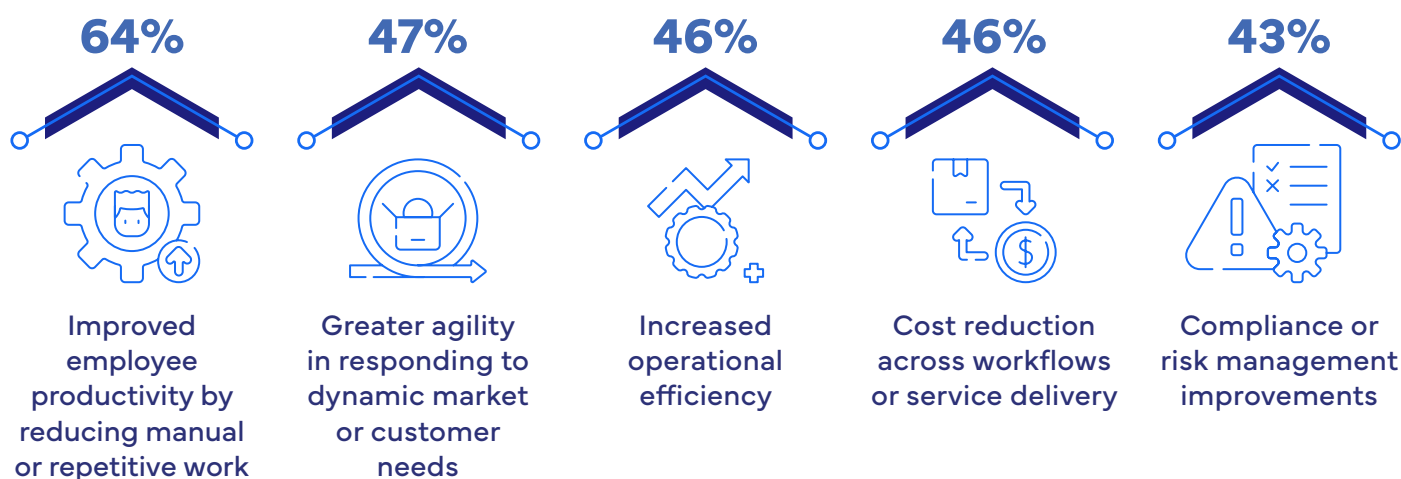 64%
Improved
employee
productivity by
reducing manual
or repetitive work
47%
Greater agility
in responding to
dynamic market
or customer
needs
46%
Increased
operational
efficiency
46%
Cost reduction
across workflows
or service delivery
43%
Compliance or
risk management
improvements